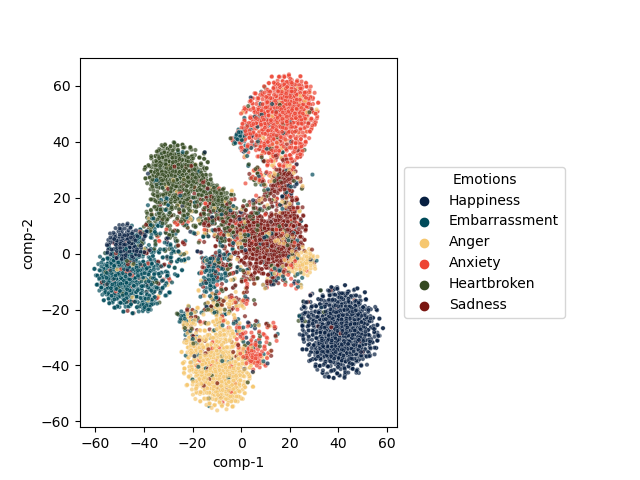 60
40
20
0
−20
−40
−60
comp-2
−60 −40 −20 0 20 40 60
comp-1
Emotions
Happiness
Embarrassment
Anger
Anxiety
Heartbroken
Sadness